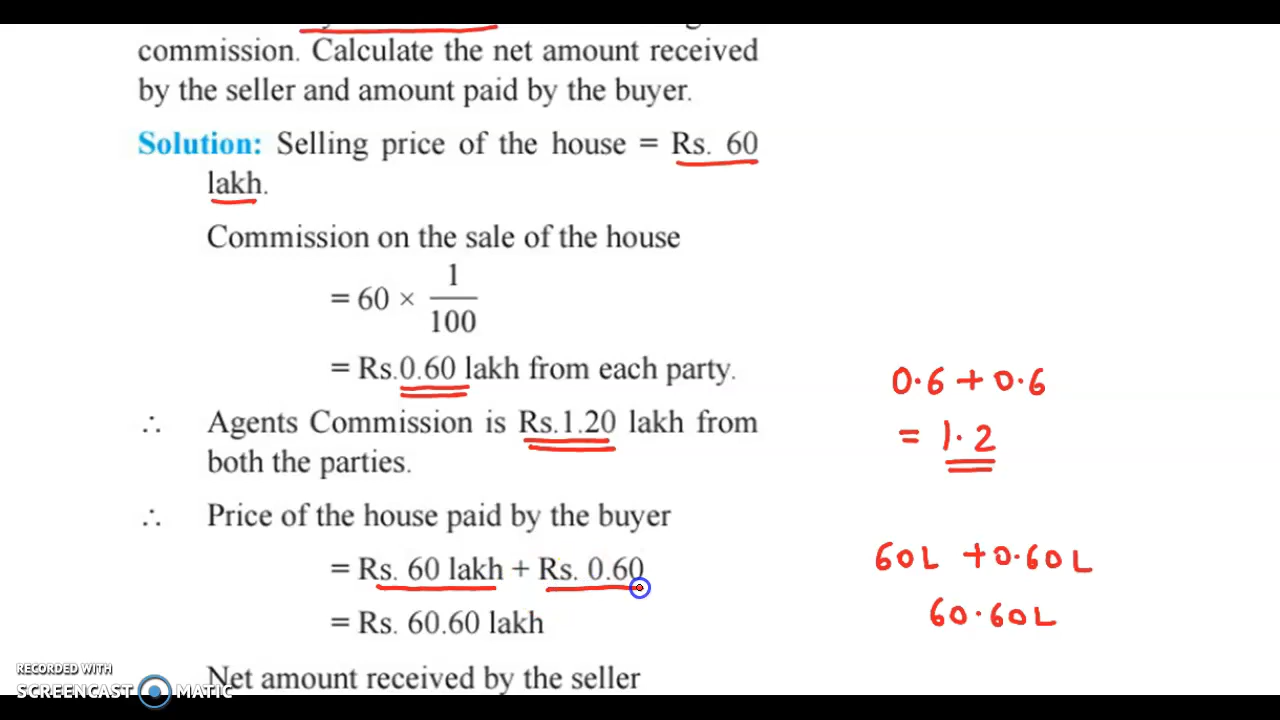 commission. Calculate the net amount received
by the seller and amount paid by the buyer.
Solution: Selling price of the house = Rs. 60
lakh.
Commission on the sale of the house
= 60 × 1/100
= Rs.0.60 lakh from each party.
∴ Agents Commission is Rs.1.20 lakh from
both the parties.
∴ Price of the house paid by the buyer
= Rs. 60 lakh + Rs. 0.60
= Rs. 60.60 lakh
Net amount received by the seller
0.6 + 0.6
= 1.2
60L + 0.60L
60.60L
RECORDED WITH
SCREENCAST MATIC